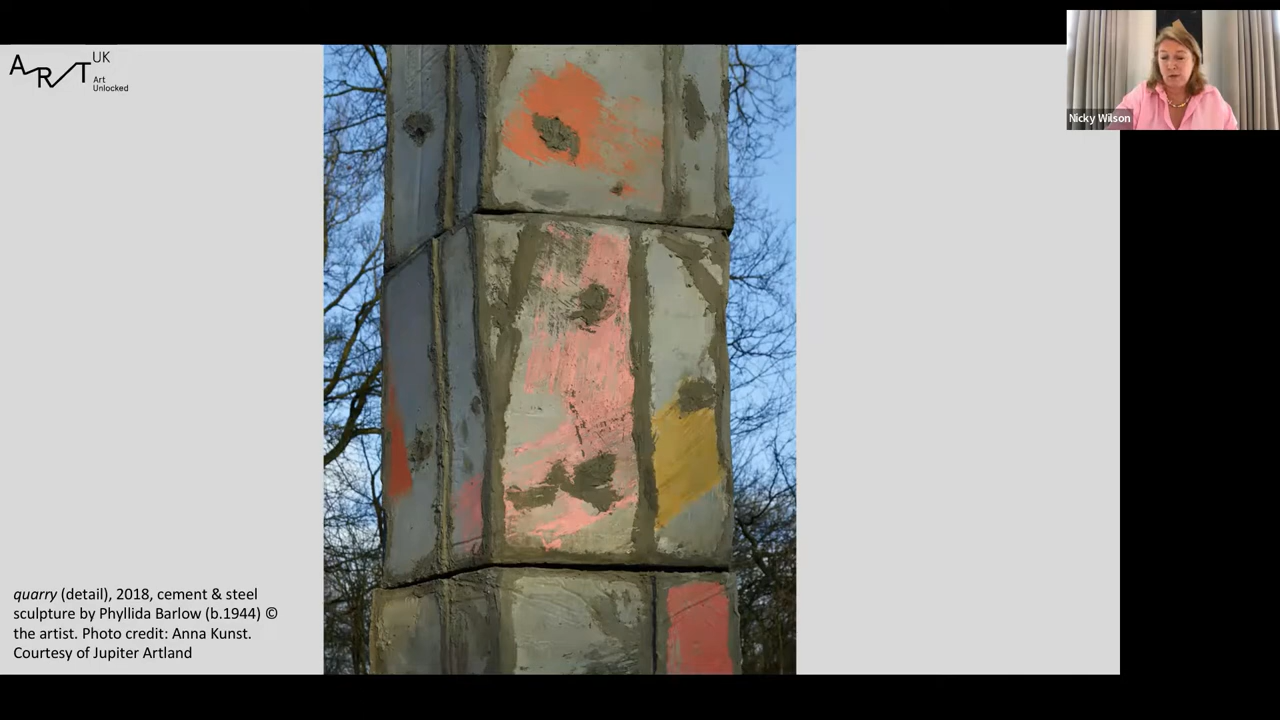 ART UK
Art
Unlocked
Nicky Wilson
quarry (detail), 2018, cement & steel
sculpture by Phyllida Barlow (b.1944) ©
the artist. Photo credit: Anna Kunst.
Courtesy of Jupiter Artland